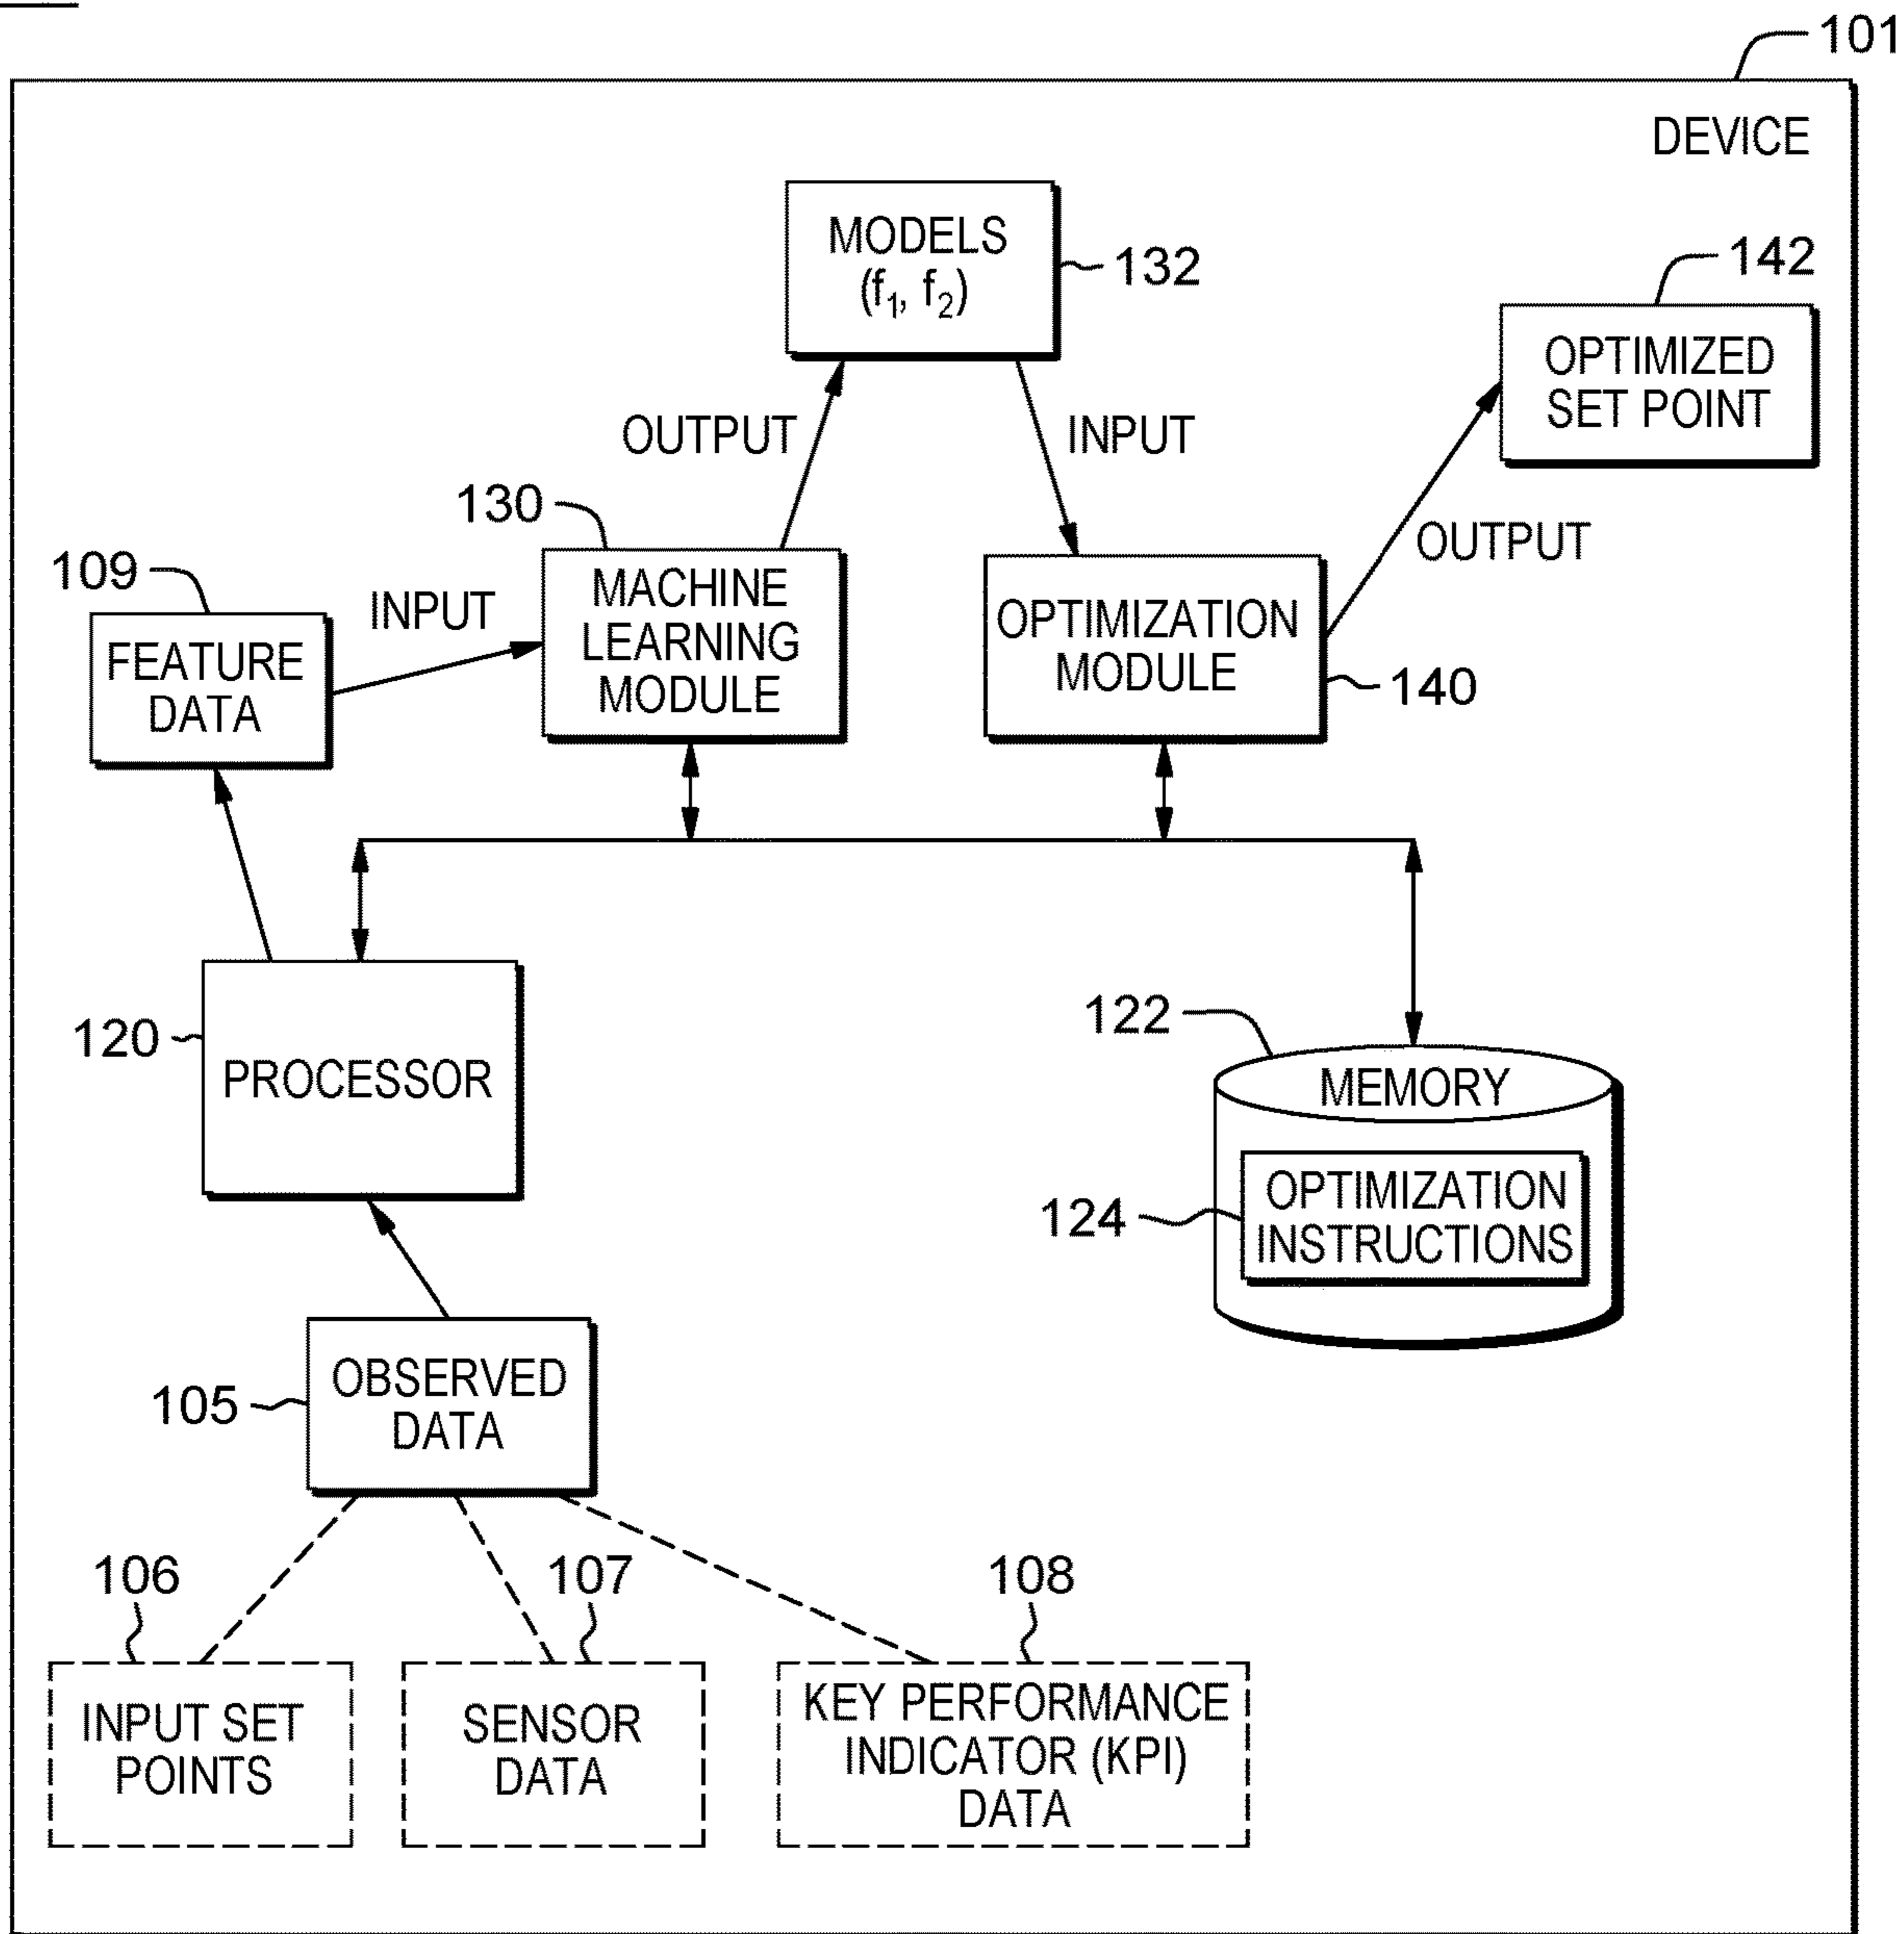 101
DEVICE
MODELS
(f₁, f₂)
132
142
OPTIMIZED
SET POINT
OUTPUT
INPUT
OUTPUT
130
MACHINE
LEARNING
MODULE
109
FEATURE
DATA
INPUT
OPTIMIZATION
MODULE
140
120
PROCESSOR
122
MEMORY
124
OPTIMIZATION
INSTRUCTIONS
105
OBSERVED
DATA
106
INPUT SET
POINTS
107
SENSOR
DATA
108
KEY PERFORMANCE
INDICATOR (KPI)
DATA